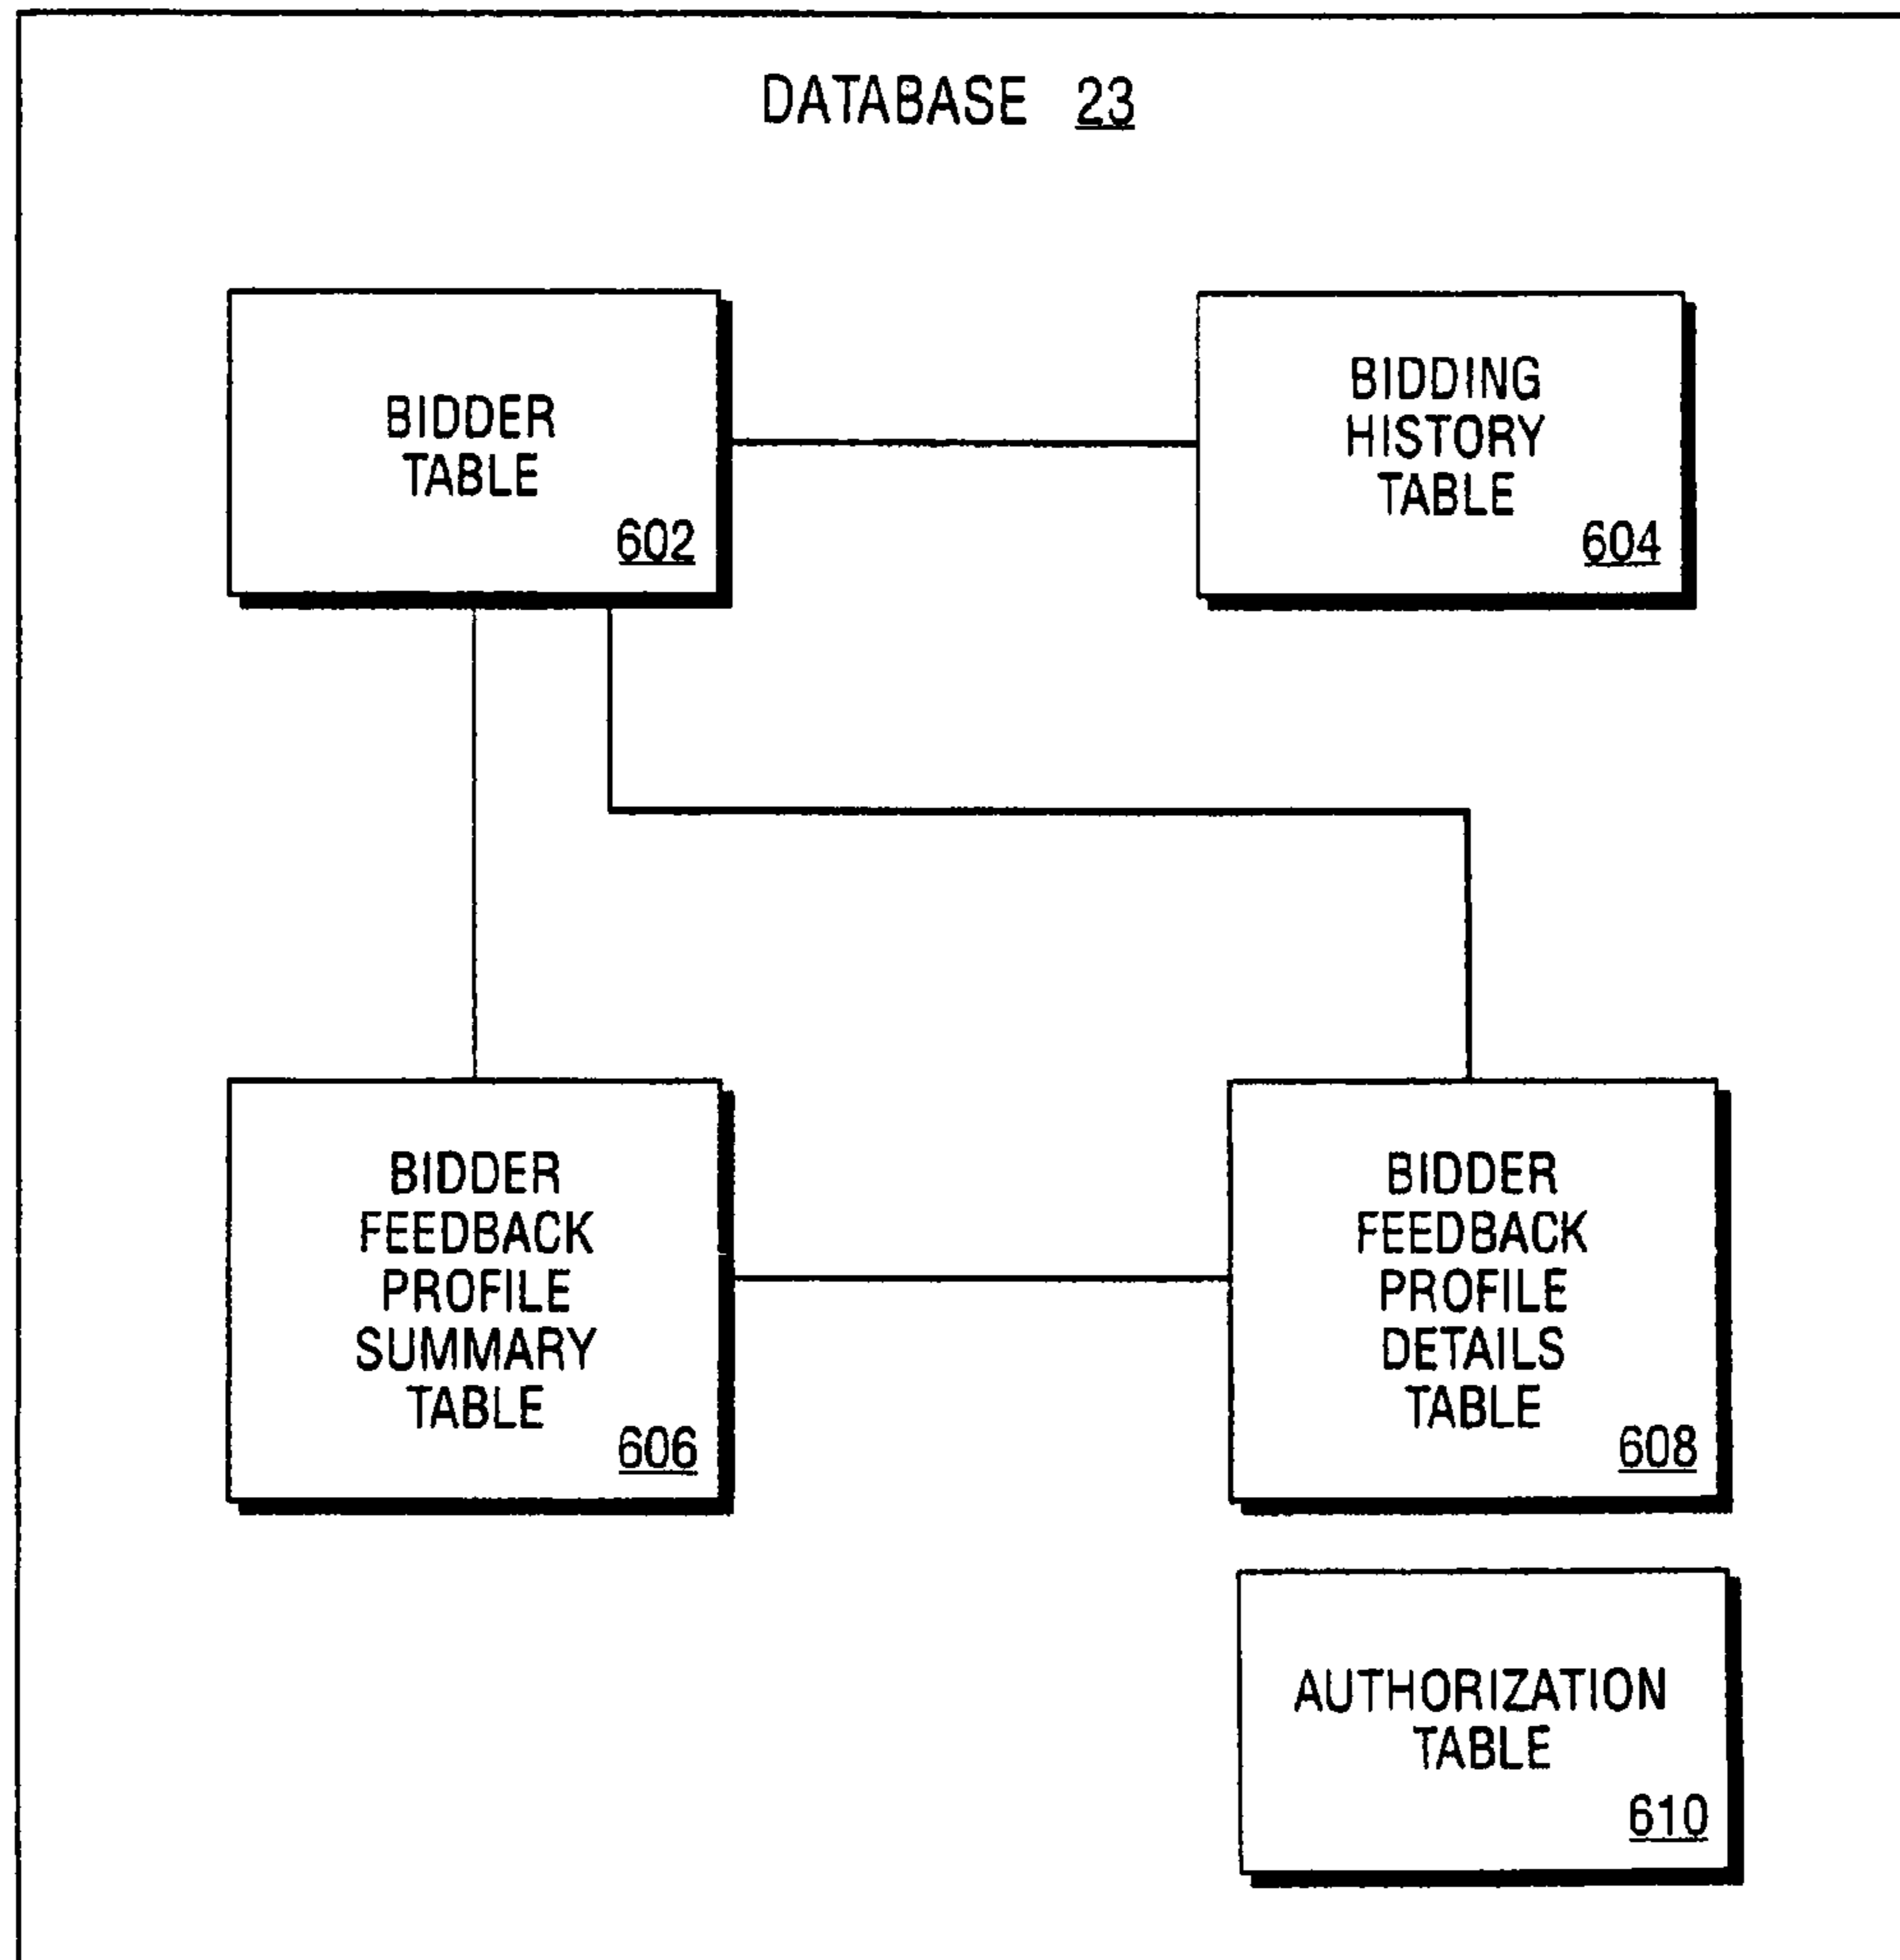 DATABASE 23
BIDDER
TABLE
602
BIDDING
HISTORY
TABLE
604
BIDDER
FEEDBACK
PROFILE
SUMMARY
TABLE
606
BIDDER
FEEDBACK
PROFILE
DETAILS
TABLE
608
AUTHORIZATION
TABLE
610